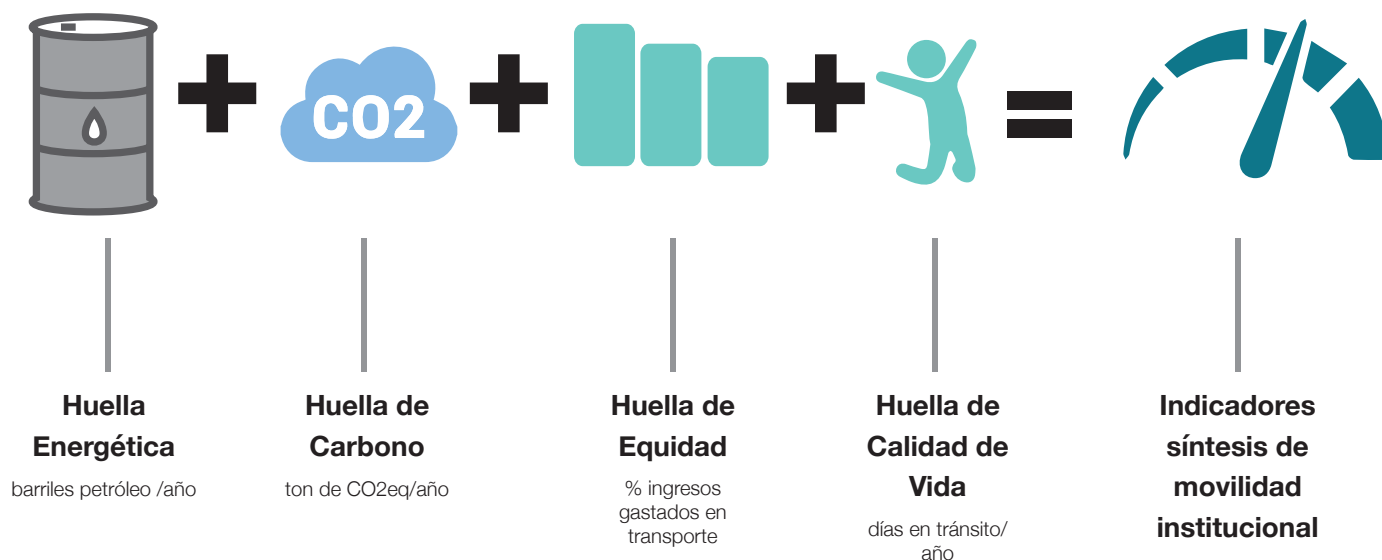 CO2
Huella
Energética
barriles petróleo /año
Huella de
Carbono
ton de CO2eq/año
Huella de
Equidad
% ingresos
gastados en
transporte
Huella de
Calidad de
Vida
días en tránsito/
año
Indicadores
síntesis de
movilidad
institucional